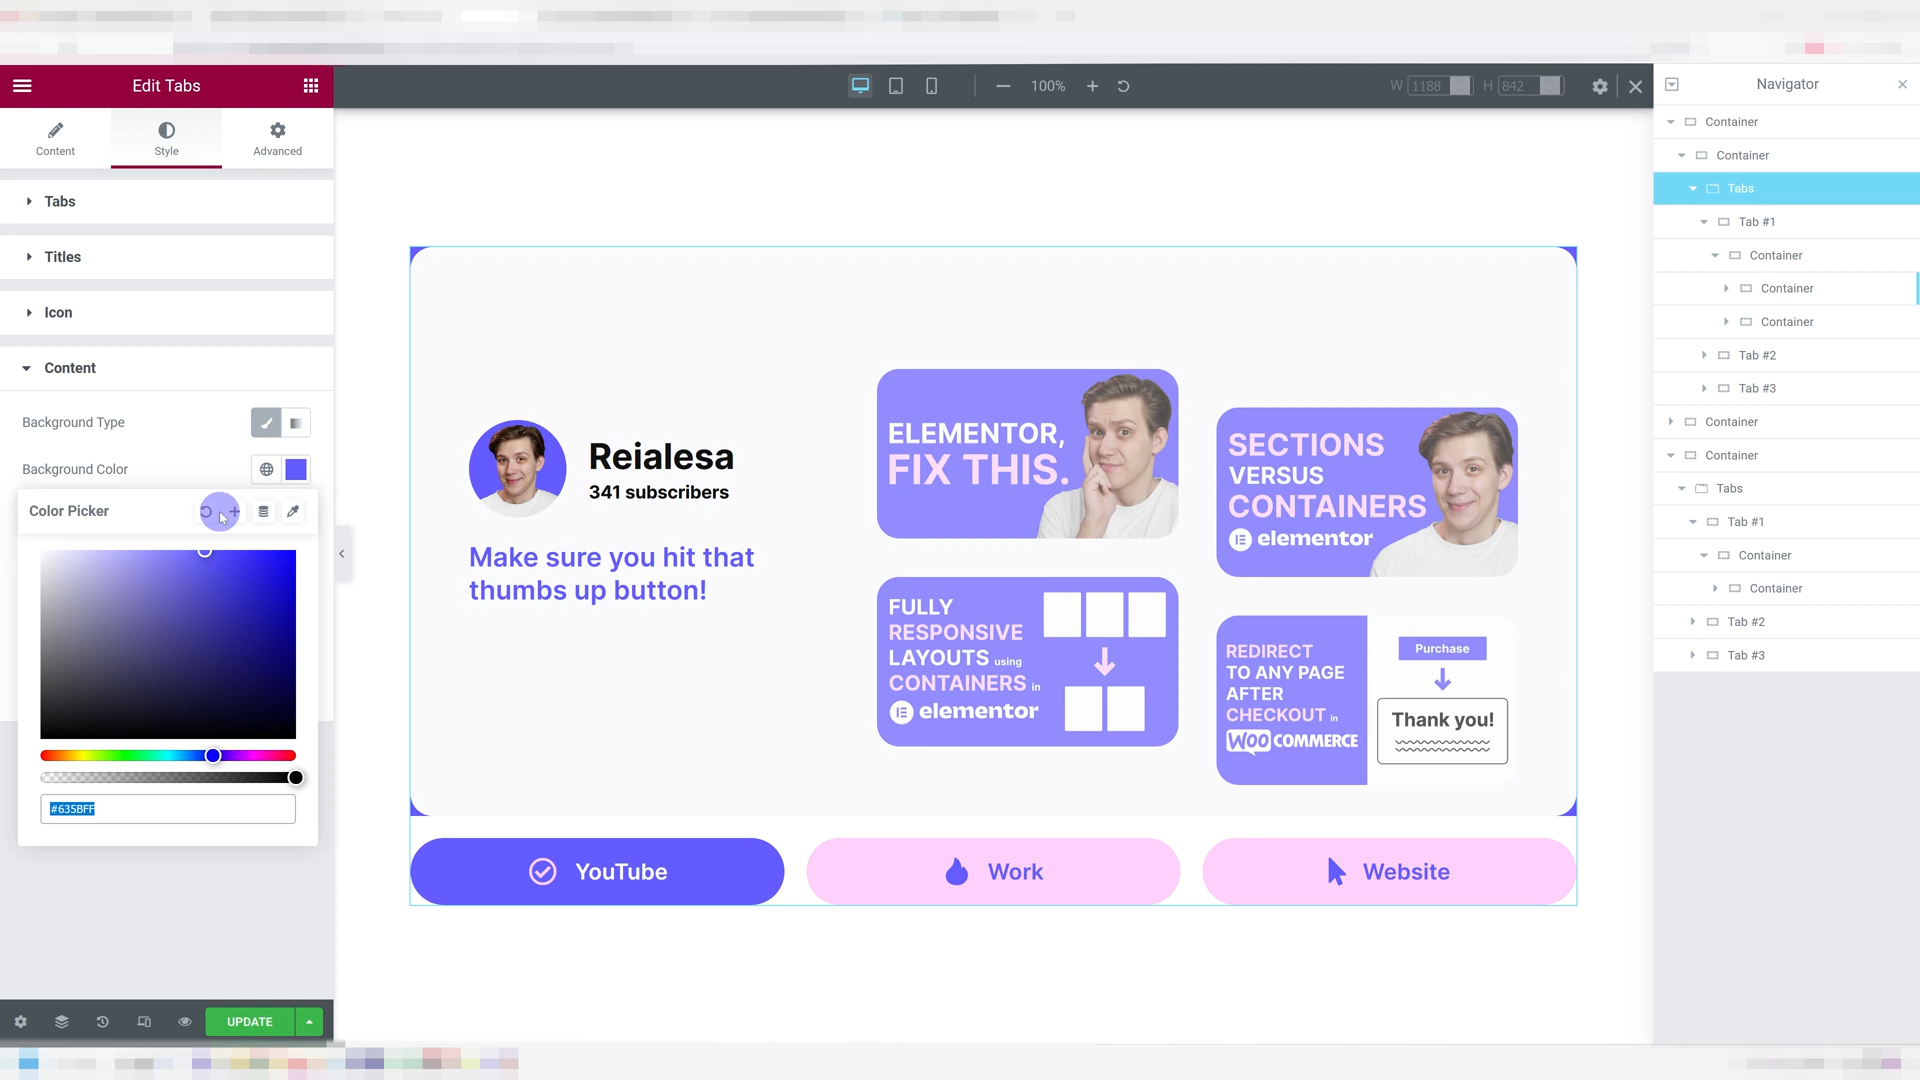 Edit Tabs
100%
W 1188 H 842
Navigator
Content
Style
Advanced
Tabs
Titles
Icon
Content
Background Type
Background Color
Color Picker
#635BFF
UPDATE
Reialesa
341 subscribers
Make sure you hit that
thumbs up button!
ELEMENTOR,
FIX THIS.
SECTIONS
VERSUS
CONTAINERS
elementor
FULLY
RESPONSIVE
LAYOUTS using
CONTAINERS in
elementor
REDIRECT
TO ANY PAGE
AFTER
CHECKOUT in
WOO COMMERCE
Purchase
Thank you!
YouTube
Work
Website
Container
Container
Tabs
Tab #1
Container
Container
Container
Tab #2
Tab #3
Container
Container
Tabs
Tab #1
Container
Container
Tab #2
Tab #3